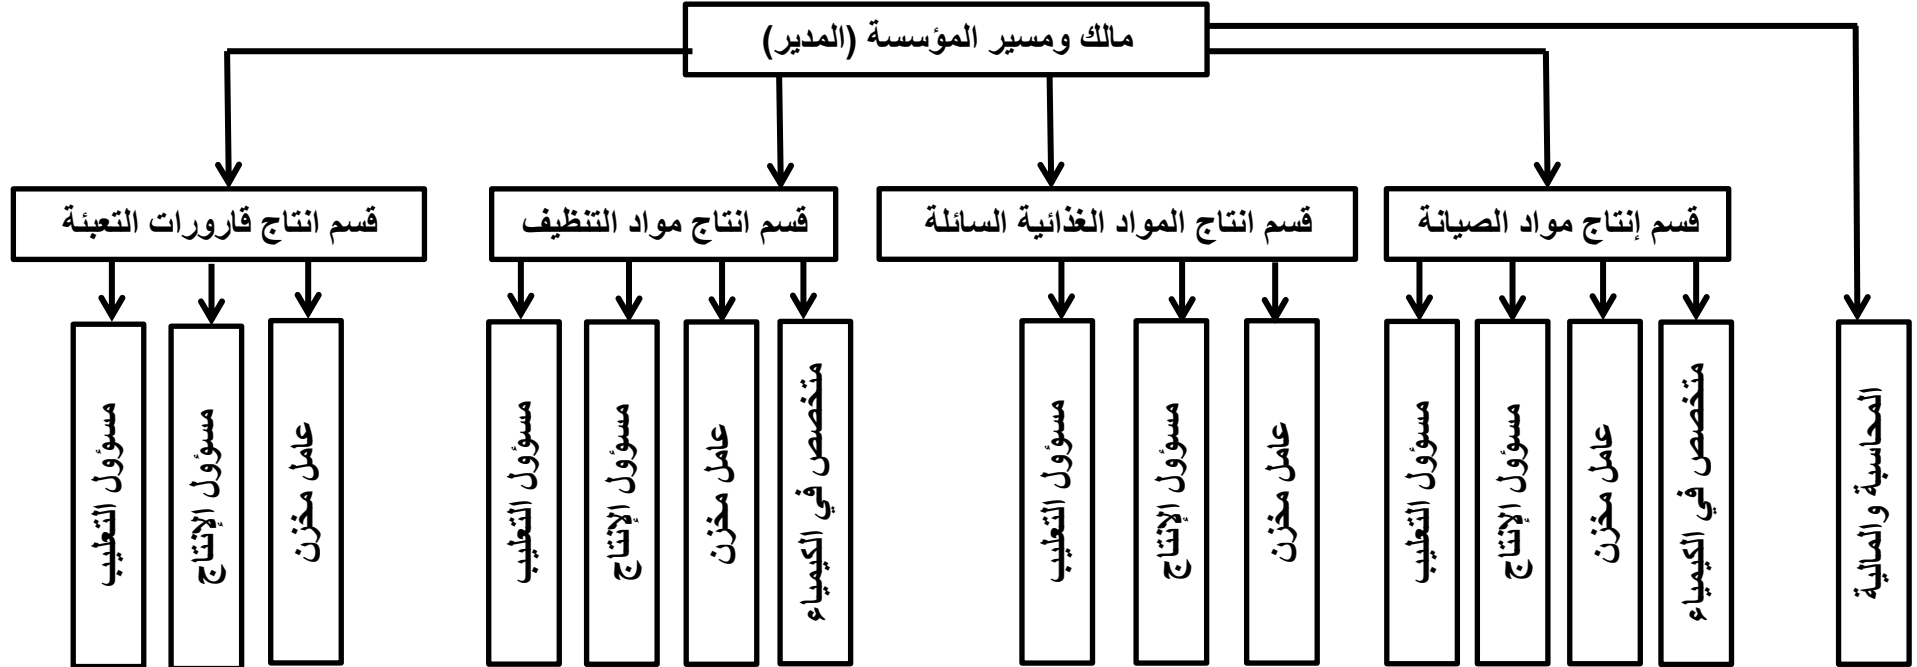 مالك ومسير المؤسسة (المدير)
قسم إنتاج مواد الصيانة
قسم انتاج المواد الغذائية السائلة
قسم انتاج مواد التنظيف
قسم انتاج قارورات التعبئة
المحاسبة والمالية
متخصص في الكيمياء
عامل مخزن
مسؤول الإنتاج
مسؤول التعليب
عامل مخزن
مسؤول الإنتاج
مسؤول التعليب
متخصص في الكيمياء
عامل مخزن
مسؤول الإنتاج
مسؤول التعليب
عامل مخزن
مسؤول الإنتاج
مسؤول التعليب